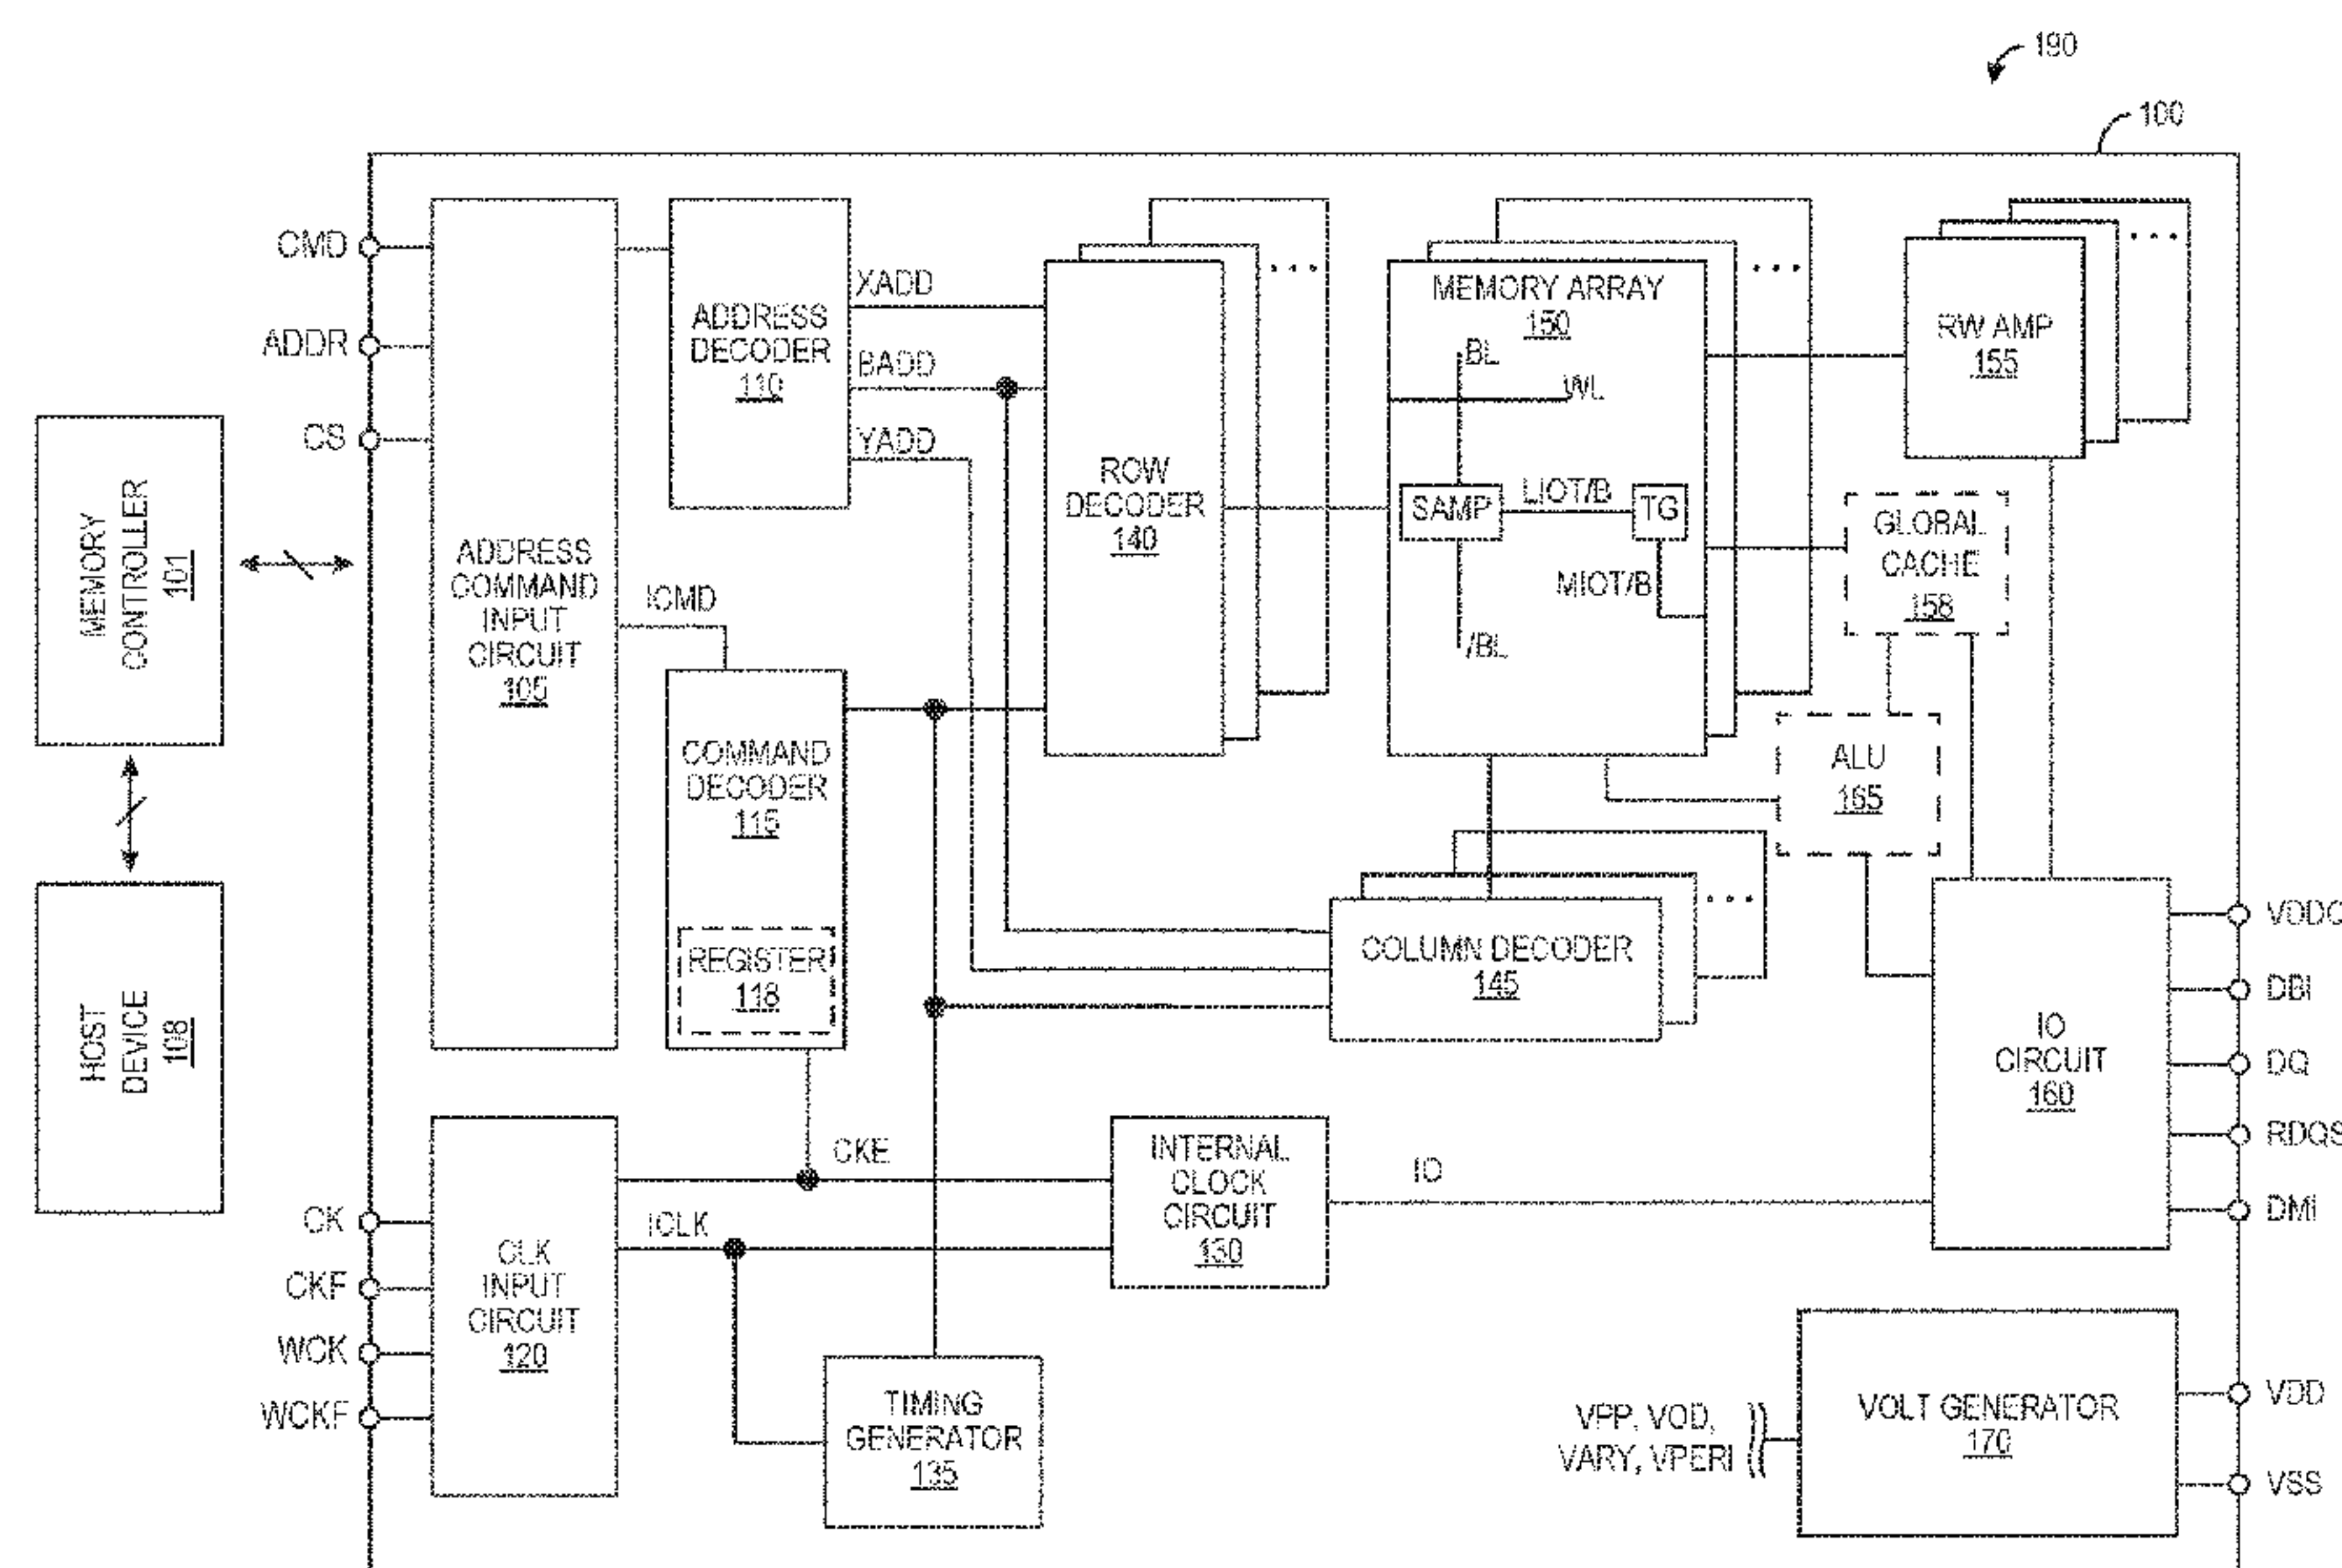 190
100
CMD
ADDR
CS
MEMORY
CONTROLLER
101
HOST
DEVICE
108
ADDRESS
COMMAND
INPUT
CIRCUIT
105
ADDRESS
DECODER
110
XADD
BADD
YADD
ICMD
COMMAND
DECODER
115
REGISTER
118
ROW
DECODER
140
...
MEMORY ARRAY
150
BL
WL
SAMP
LIOT/B
TG
MIOT/B
/BL
...
RW AMP
155
...
GLOBAL
CACHE
158
ALU
165
COLUMN DECODER
145
...
IO
CIRCUIT
160
VDDQ
DBI
DQ
RDQS
DMI
CK
CKF
WCK
WCKF
CLK
INPUT
CIRCUIT
120
CKE
ICLK
INTERNAL
CLOCK
CIRCUIT
130
IO
TIMING
GENERATOR
135
VPP, VOD,
VARY, VPERI
VOLT GENERATOR
170
VDD
VSS